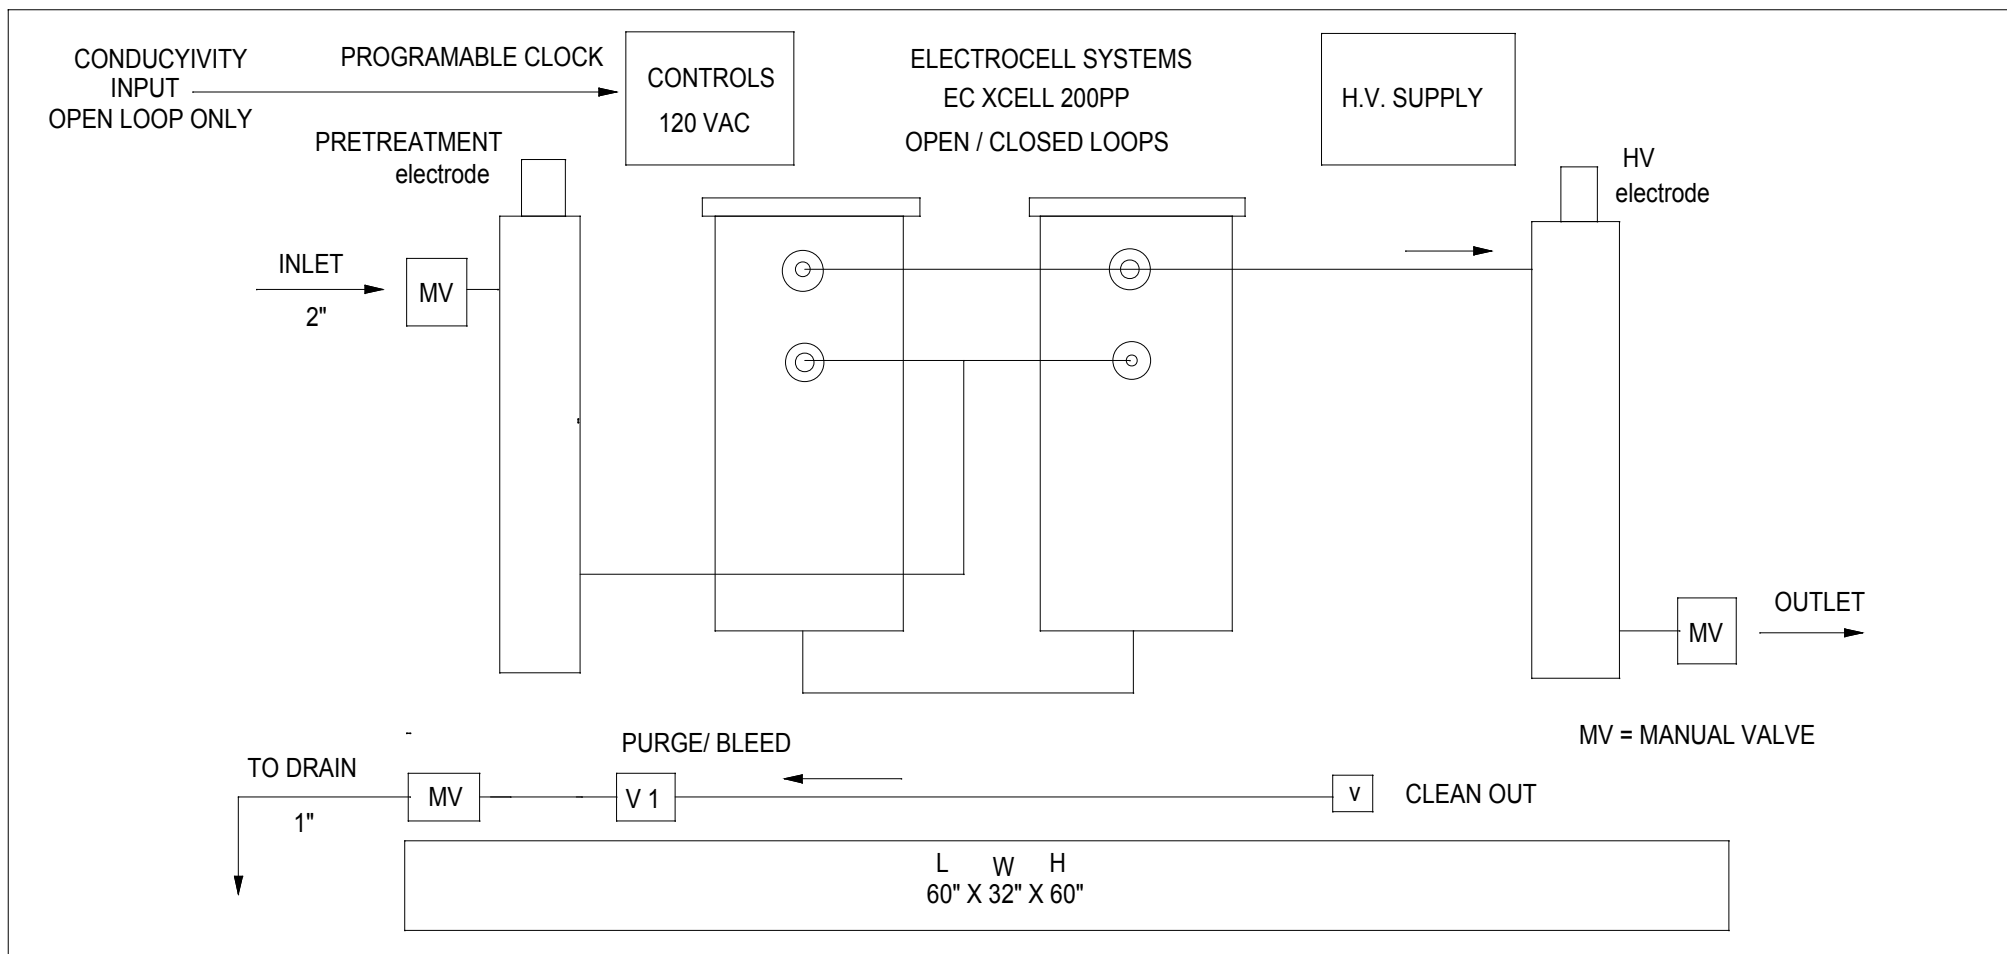 CONDUCYIVITY
INPUT
OPEN LOOP ONLY
PROGRAMABLE CLOCK
CONTROLS
120 VAC
ELECTROCELL SYSTEMS
EC XCELL 200PP
OPEN / CLOSED LOOPS
H.V. SUPPLY
PRETREATMENT
electrode
HV
electrode
INLET
2"
MV
OUTLET
MV
MV = MANUAL VALVE
PURGE/ BLEED
TO DRAIN
1"
MV
V 1
V
CLEAN OUT
L W H
60" X 32" X 60"